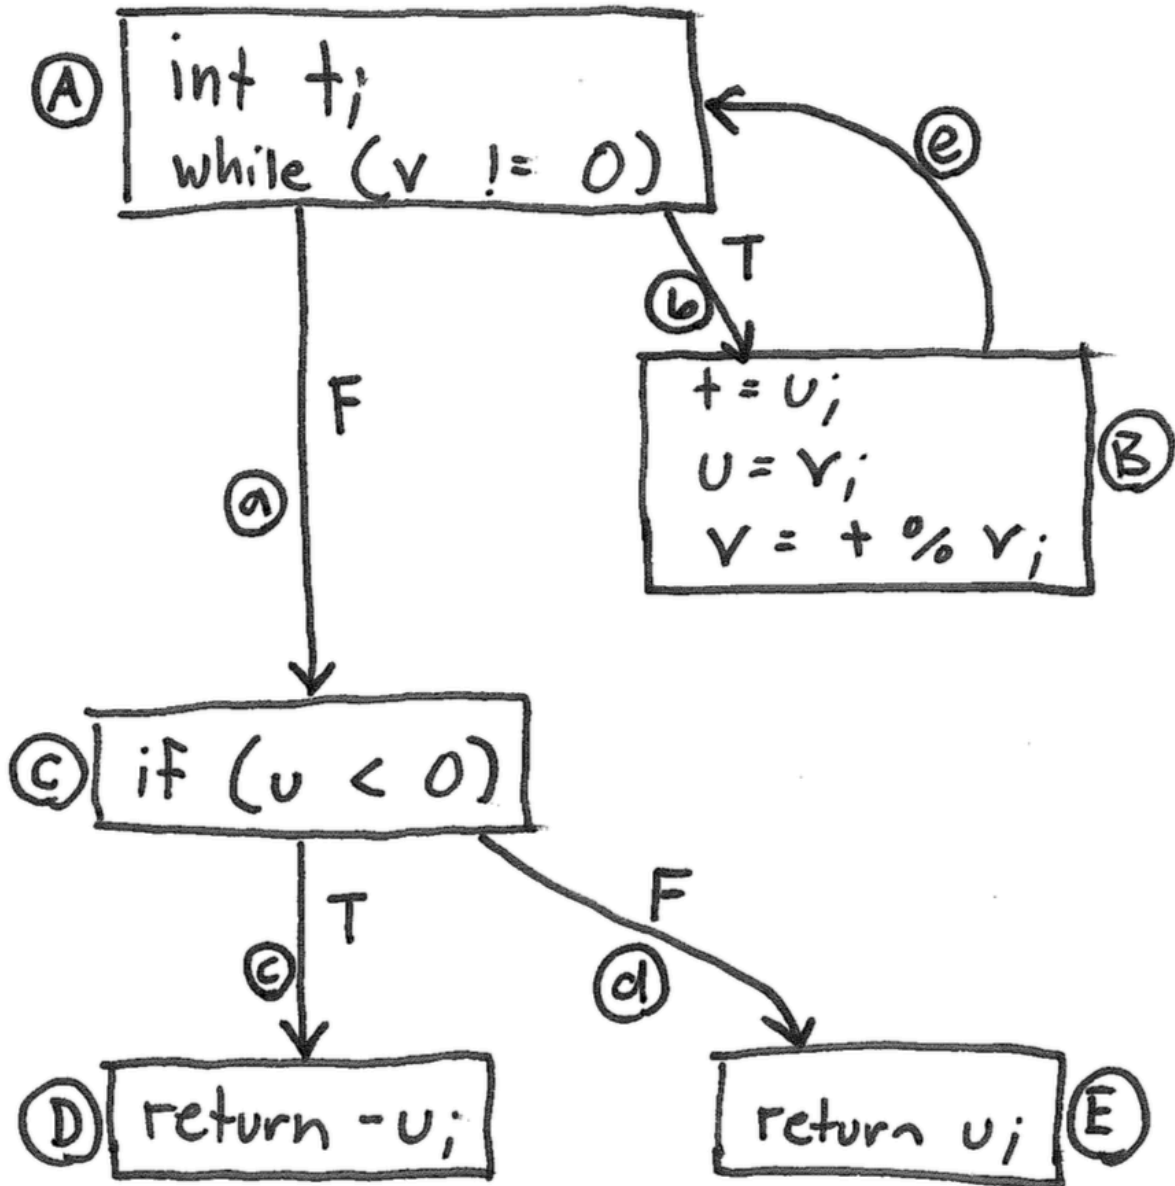 A
int t;
while (v != 0)
e
T
b
F
a
t = u;
u = v;
v = t % v;
B
C
if (u < 0)
T
c
F
d
D
return -u;
return u;
E